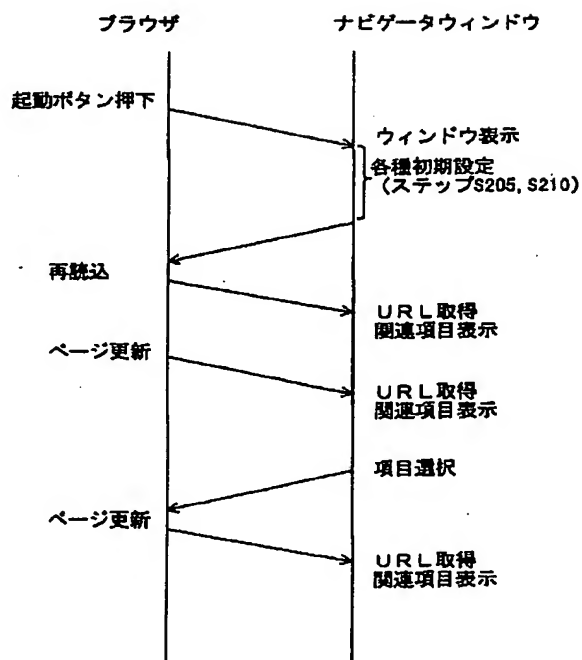 ブラウザ
ナビゲータウィンドウ
起動ボタン押下
ウィンドウ表示
各種初期設定
（ステップS205, S210）
再読込
ＵＲＬ取得
関連項目表示
ページ更新
ＵＲＬ取得
関連項目表示
項目選択
ページ更新
ＵＲＬ取得
関連項目表示